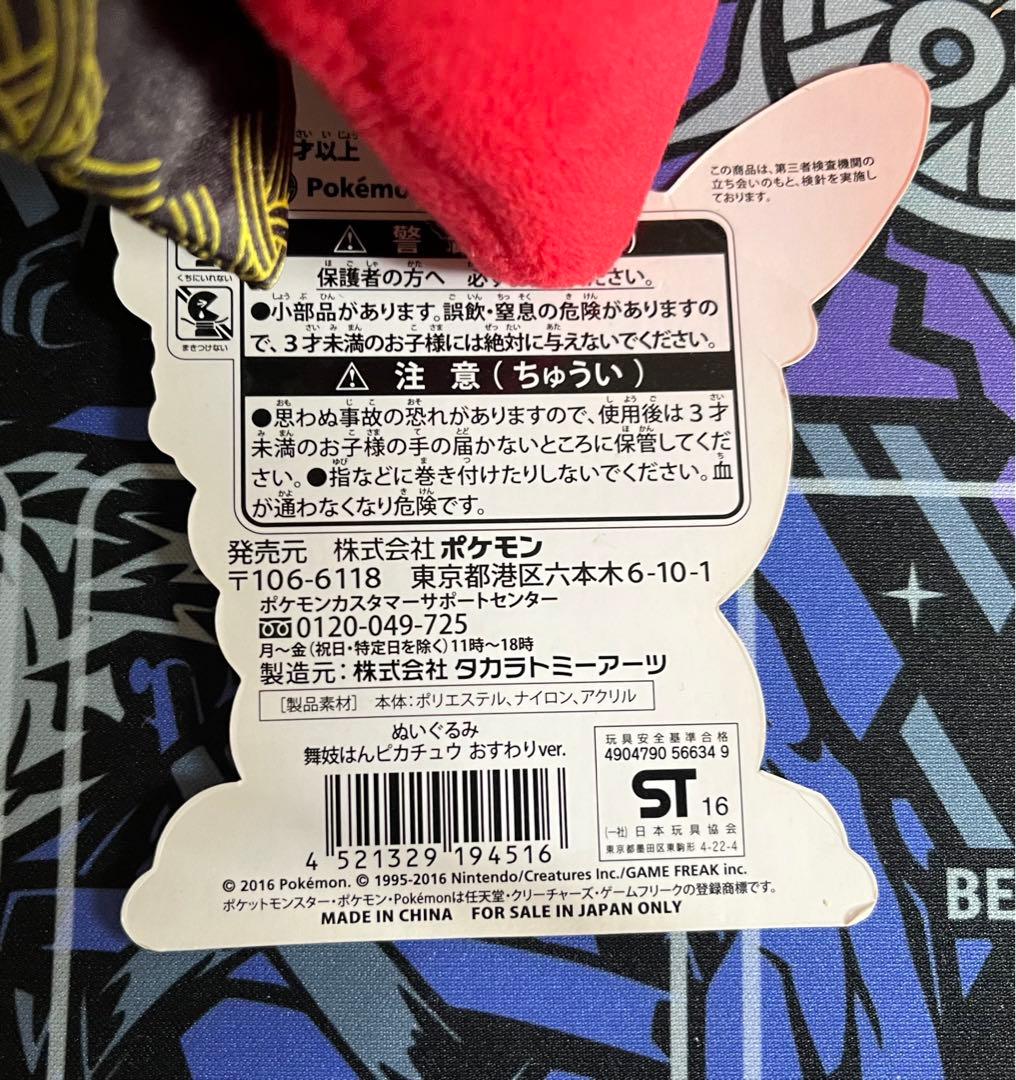 才以上
Pokémo
この商品は、第三者検査機関の
立ち会いのもと、検針を実施し
ております。
警
くちにいれない
まきつけない
保護者の方へ 必ず ください。
●小部品があります。誤飲・窒息の危険がありますの
で、3才未満のお子様には絶対に与えないでください。
注 意(ちゅうい)
●思わぬ事故の恐れがありますので、使用後は3才
未満のお子様の手の届かないところに保管してくだ
さい。●指などに巻き付けたりしないでください。血
が通わなくなり危険です。
発売元 株式会社ポケモン
〒106-6118 東京都港区六本木6-10-1
ポケモンカスタマーサポートセンター
0120-049-725
月～金(祝日・特定日を除く)11時～18時
製造元:株式会社 タカラトミーアーツ
[製品素材] 本体:ポリエステル、ナイロン、アクリル
ぬいぐるみ
舞妓はんピカチュウ おすわりver.
4 521329 194516
玩具安全基準合格
4904790 56634 9
ST 16
(一社)日本玩具協会
東京都墨田区東駒形 4-22-4
© 2016 Pokémon. © 1995-2016 Nintendo/Creatures Inc./GAME FREAK inc.
ポケットモンスター・ポケモン・Pokémonは任天堂・クリーチャーズ・ゲームフリークの登録商標です。
MADE IN CHINA FOR SALE IN JAPAN ONLY
BE